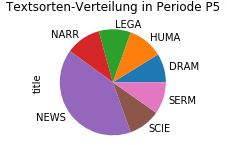 Textsorten-Verteilung in Periode P5
LEGA
NARR
HUMA
DRAM
title
SERM
NEWS
SCIE